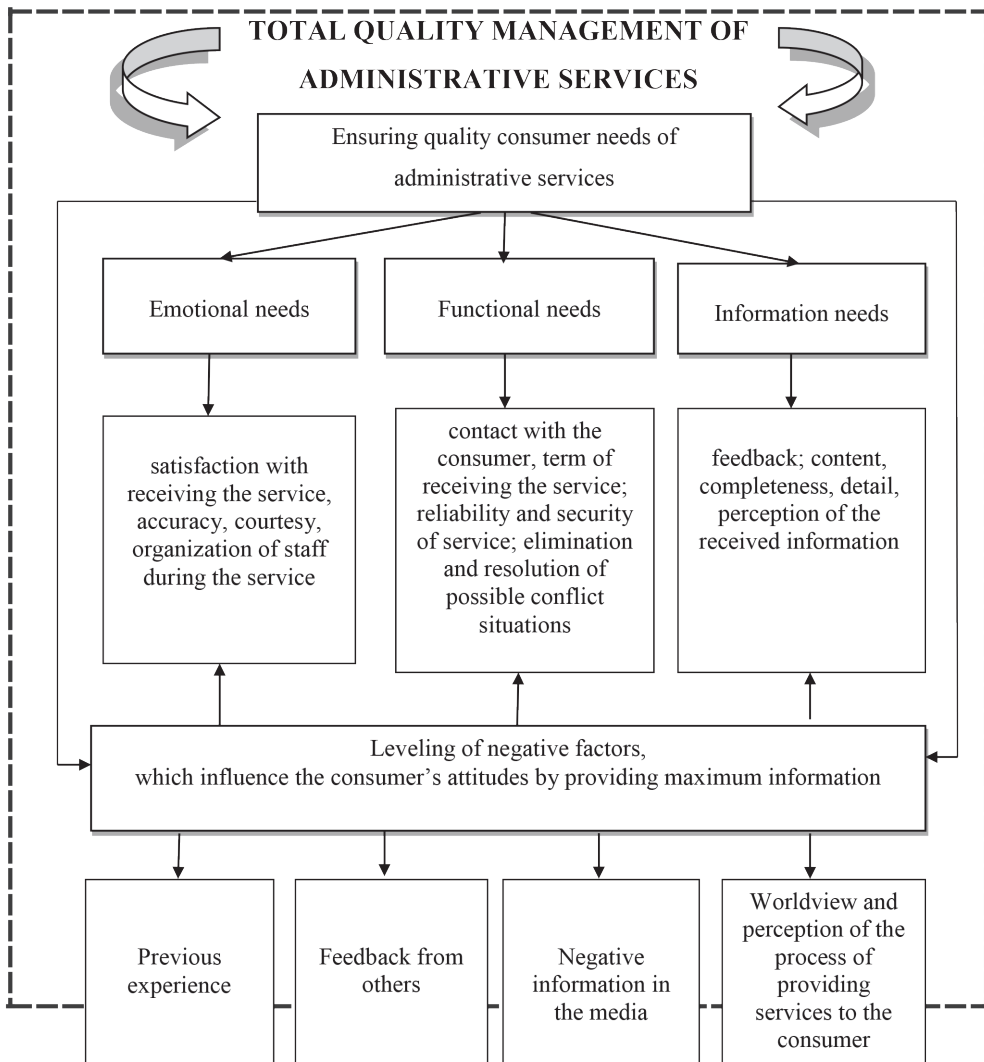 TOTAL QUALITY MANAGEMENT OF
ADMINISTRATIVE SERVICES
Ensuring quality consumer needs of
administrative services
Emotional needs
Functional needs
Information needs
satisfaction with
receiving the service,
accuracy, courtesy,
organization of staff
during the service
contact with the
consumer, term of
receiving the service;
reliability and security
of service; elimination
and resolution of
possible conflict
situations
feedback; content,
completeness, detail,
perception of the
received information
Leveling of negative factors,
which influence the consumer’s attitudes by providing maximum information
Previous
experience
Feedback from
others
Negative
information in
the media
Worldview and
perception of the
process of
providing
services to the
consumer